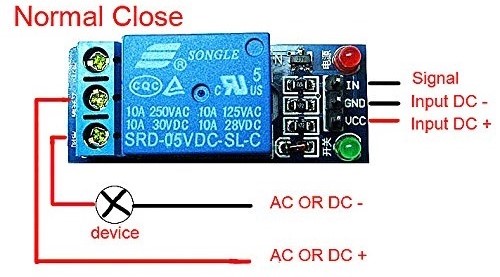 Normal Close
SONGLE
CQC
5
C US
10A 250VAC 10A 125VAC
10A 30VDC 10A 28VDC
SRD-05VDC-SL-C
电源
IN
GND
VCC
开关
Signal
Input DC -
Input DC +
device
AC OR DC -
AC OR DC +